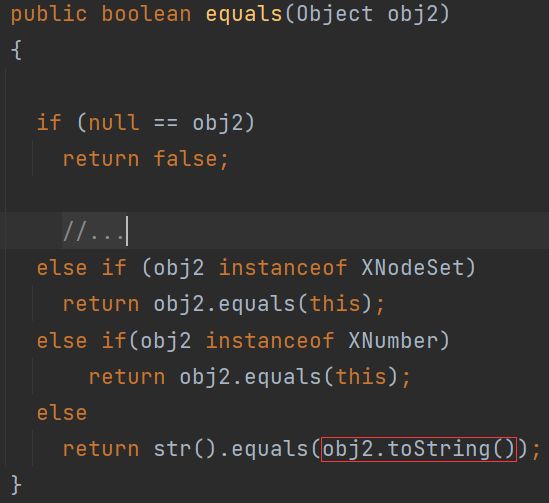 public boolean equals(Object obj2)
{
if (null == obj2)
return false;
//...
else if (obj2 instanceof XNodeSet)
return obj2.equals(this);
else if(obj2 instanceof XNumber)
return obj2.equals(this);
else
return str().equals(obj2.toString());
}